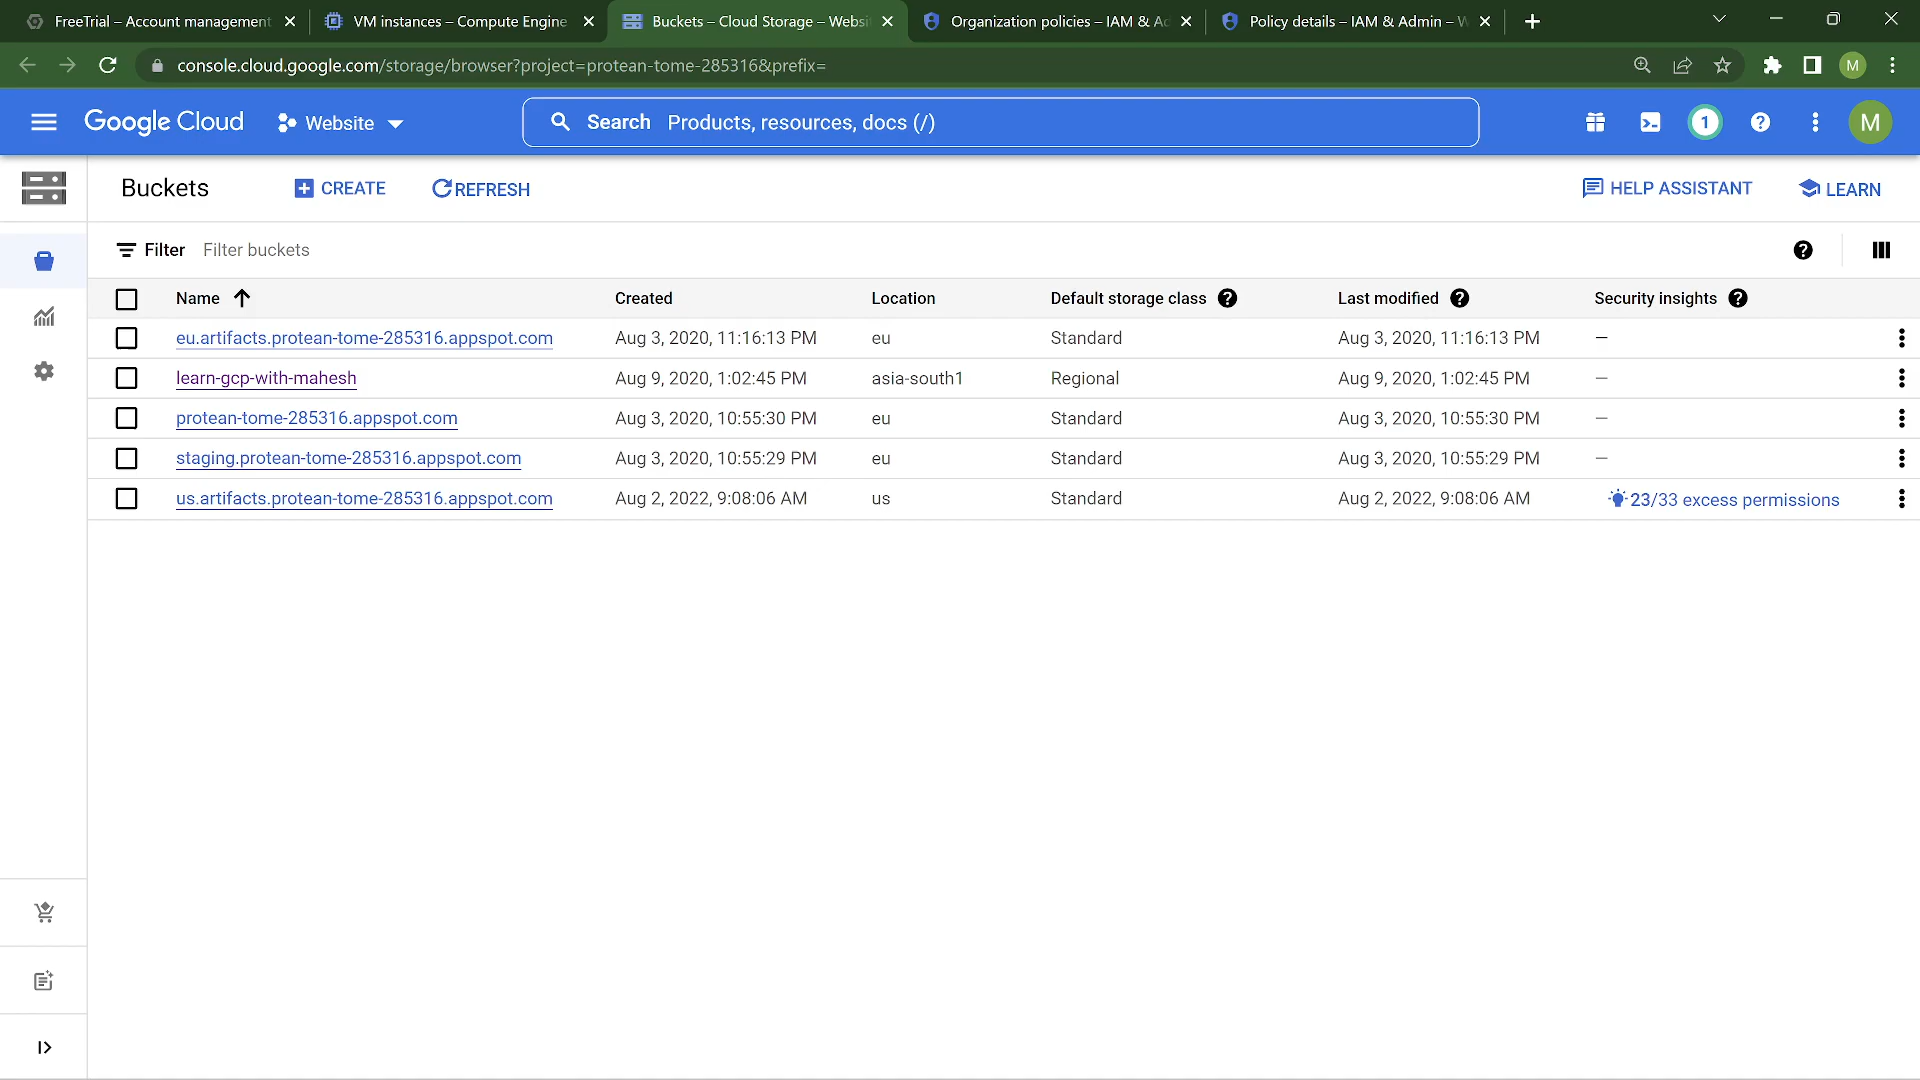 FreeTrial – Account management
VM instances – Compute Engine
Buckets – Cloud Storage – Websi
Organization policies – IAM & Ad
Policy details – IAM & Admin – W
console.cloud.google.com/storage/browser?project=protean-tome-285316&prefix=
M
Google Cloud
Website
Search Products, resources, docs (/)
1
M
Buckets
CREATE
REFRESH
HELP ASSISTANT
LEARN
Filter Filter buckets
Name Created Location Default storage class Last modified Security insights
eu.artifacts.protean-tome-285316.appspot.com Aug 3, 2020, 11:16:13 PM eu Standard Aug 3, 2020, 11:16:13 PM —
learn-gcp-with-mahesh Aug 9, 2020, 1:02:45 PM asia-south1 Regional Aug 9, 2020, 1:02:45 PM —
protean-tome-285316.appspot.com Aug 3, 2020, 10:55:30 PM eu Standard Aug 3, 2020, 10:55:30 PM —
staging.protean-tome-285316.appspot.com Aug 3, 2020, 10:55:29 PM eu Standard Aug 3, 2020, 10:55:29 PM —
us.artifacts.protean-tome-285316.appspot.com Aug 2, 2022, 9:08:06 AM us Standard Aug 2, 2022, 9:08:06 AM 23/33 excess permissions